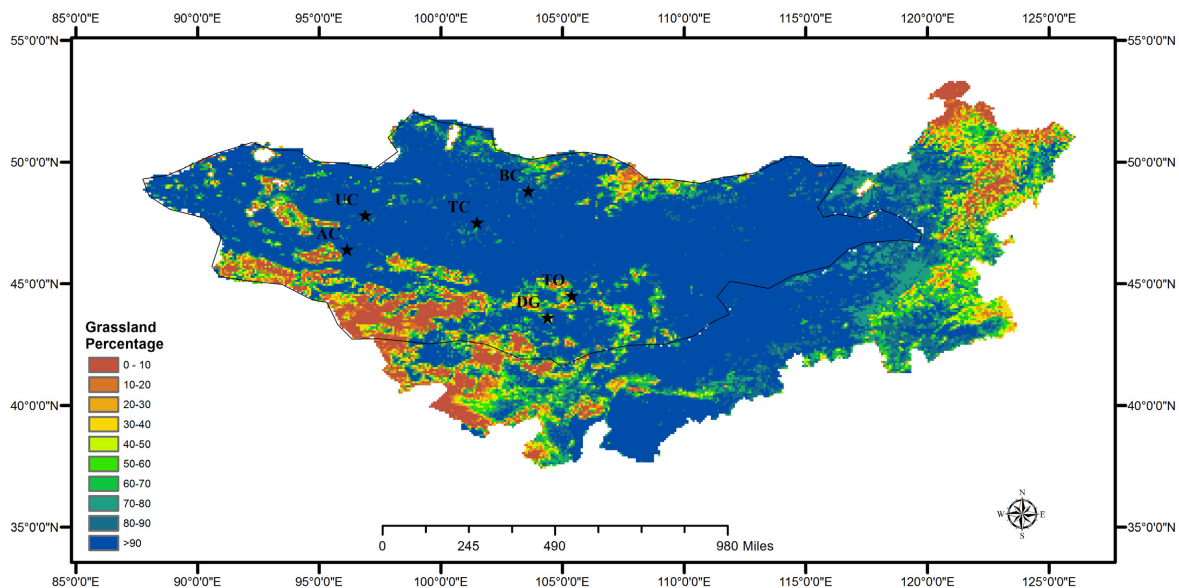 85°0'0"E 90°0'0"E 95°0'0"E 100°0'0"E 105°0'0"E 110°0'0"E 115°0'0"E 120°0'0"E 125°0'0"E
55°0'0"N 55°0'0"N
50°0'0"N 50°0'0"N
BC
UC TC
AC
45°0'0"N TO 45°0'0"N
DG
Grassland
Percentage
0 - 10
10-20
20-30
30-40
40-50
50-60
60-70
70-80
80-90
>90
40°0'0"N 40°0'0"N
35°0'0"N 35°0'0"N
N
W E
S
0 245 490 980 Miles
85°0'0"E 90°0'0"E 95°0'0"E 100°0'0"E 105°0'0"E 110°0'0"E 115°0'0"E 120°0'0"E 125°0'0"E